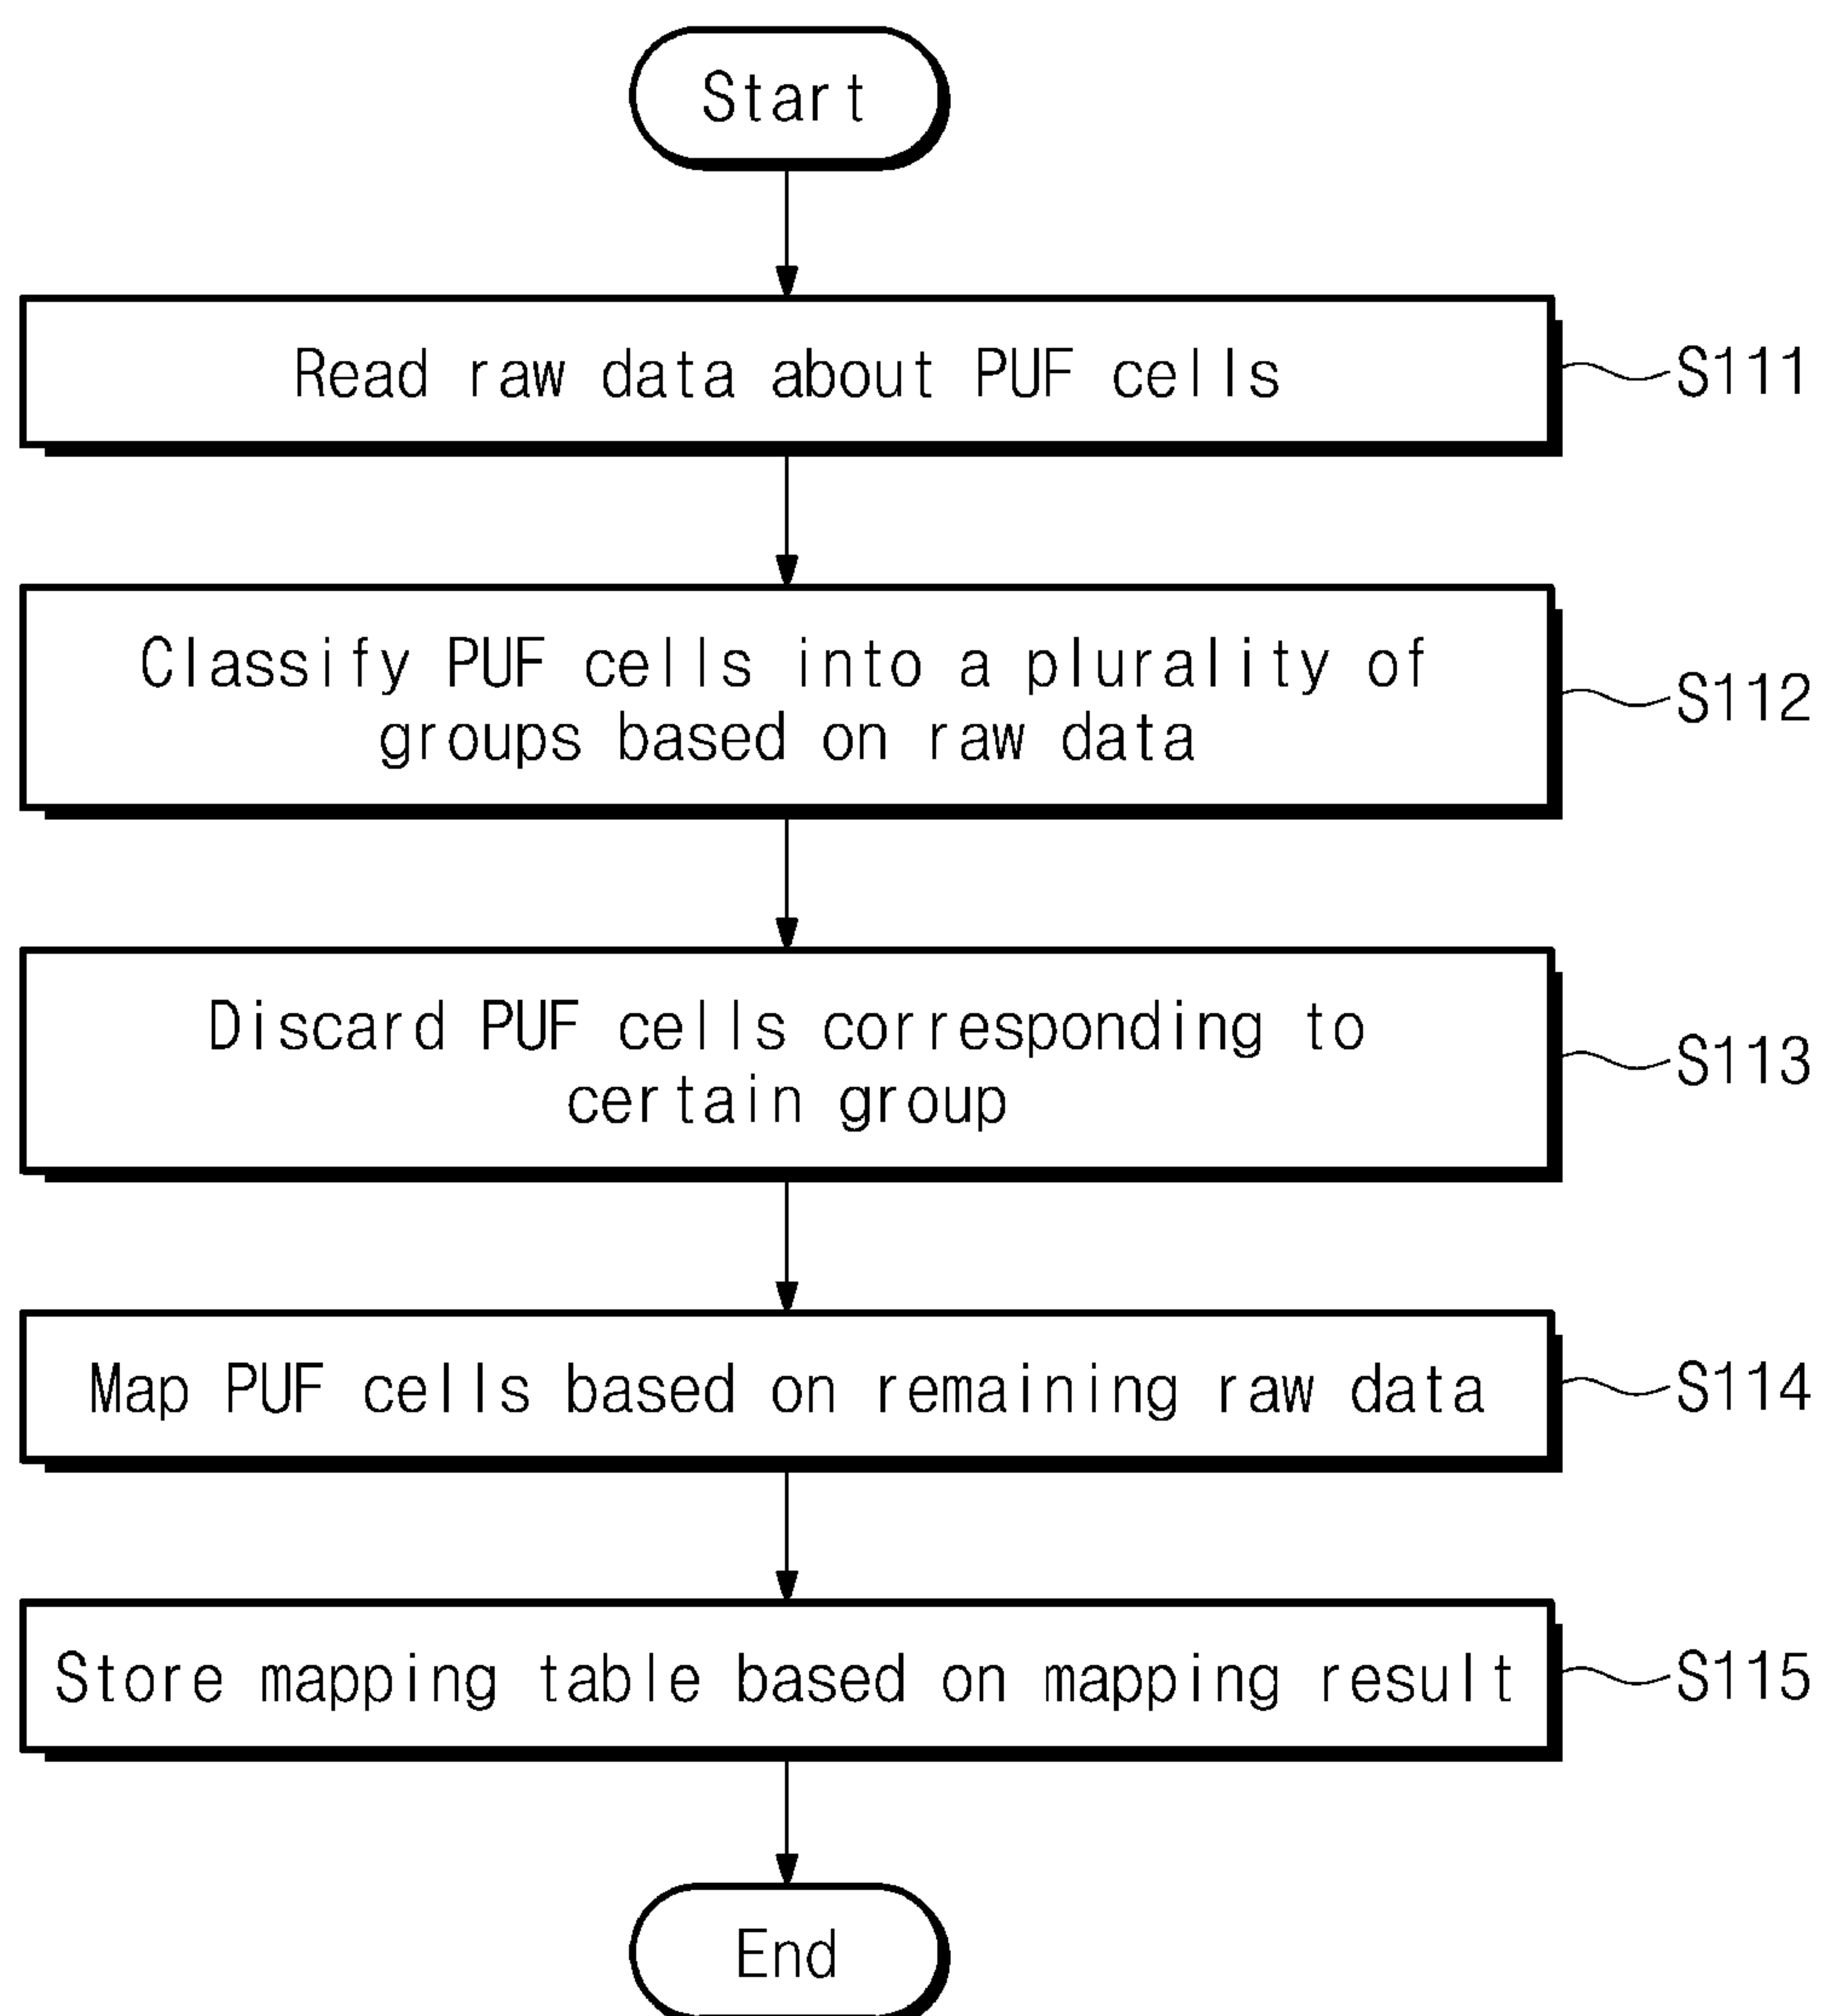 Start
Read raw data about PUF cells
S111
Classify PUF cells into a plurality of
groups based on raw data
S112
Discard PUF cells corresponding to
certain group
S113
Map PUF cells based on remaining raw data
S114
Store mapping table based on mapping result
S115
End